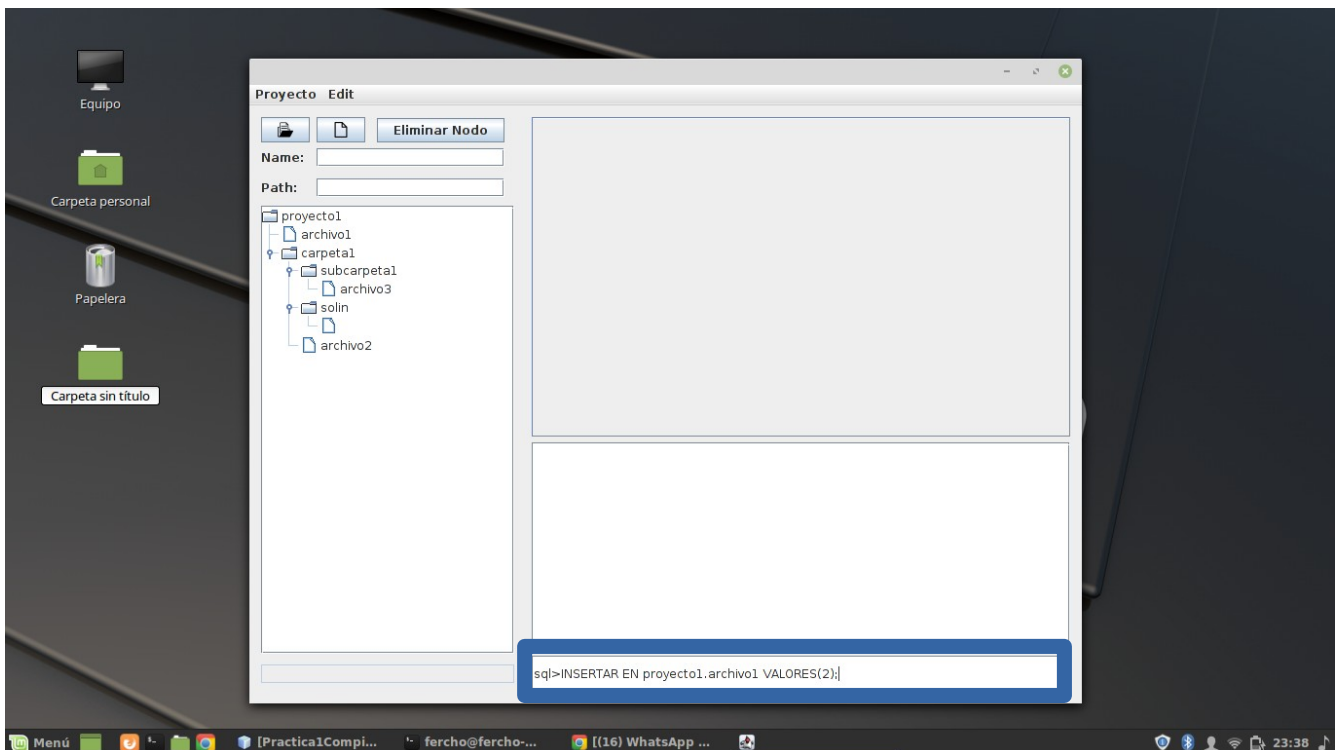 Equipo
Carpeta personal
Papelera
Carpeta sin título
Proyecto Edit
Eliminar Nodo
Name:
Path:
proyecto1
archivo1
carpeta1
subcarpeta1
archivo3
solin
archivo2
sql>INSERTAR EN proyecto1.archivo1 VALORES(2);
Menú [Practica1Compi... fercho@fercho-... [(16) WhatsApp ... 23:38